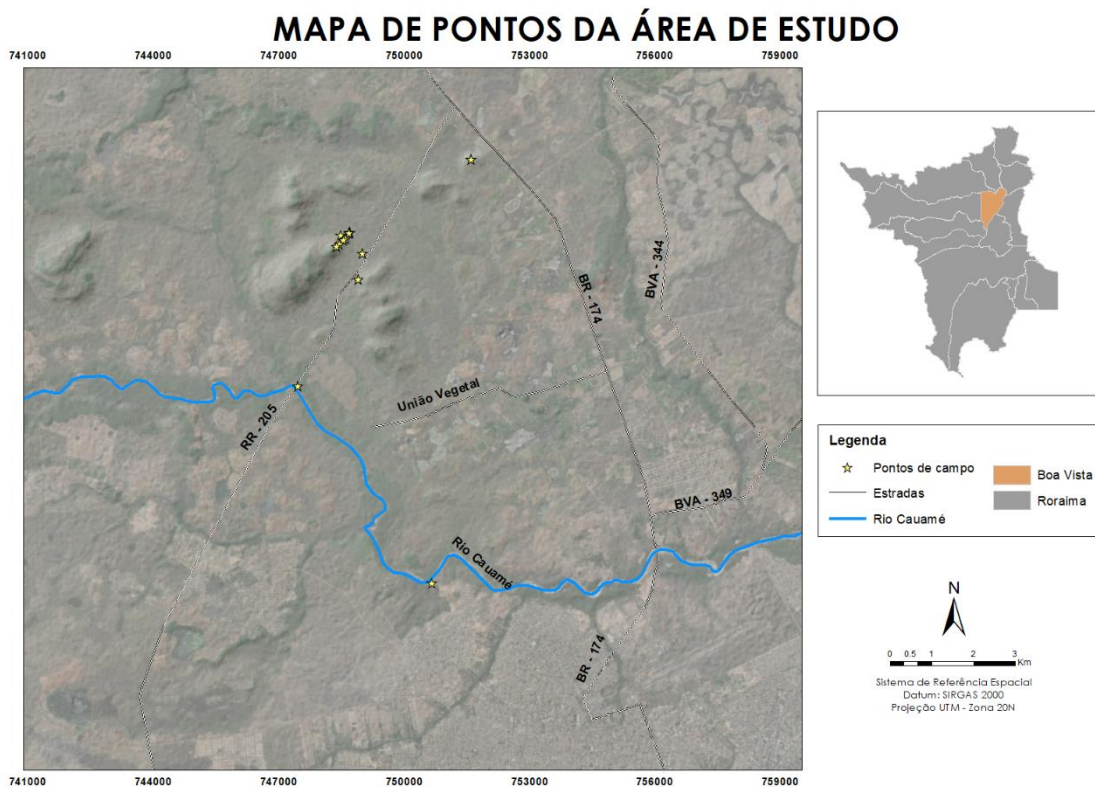 MAPA DE PONTOS DA ÁREA DE ESTUDO
741000 744000 747000 750000 753000 756000 759000
BVA - 344
BR - 174
União Vegetal
RR - 205
BVA - 349
Rio Cauamé
BR - 174
741000 744000 747000 750000 753000 756000 759000
Legenda
Pontos de campo
Estradas
Rio Cauamé
Boa Vista
Roraima
N
0 0.5 1 2 3
Km
Sistema de Referência Espacial
Datum: SIRGAS 2000
Projeção UTM - Zona 20N